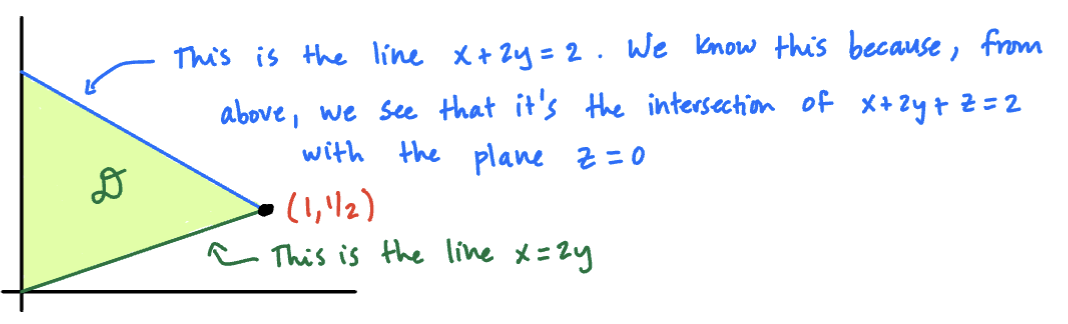 This is the line x + 2y = 2 . We know this because, from
above, we see that it's the intersection of x+2y+z=2
with the plane z=0
D
(1, 1/2)
This is the line x=2y